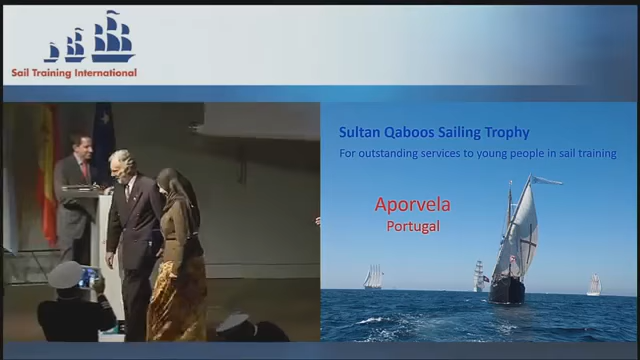 Sail Training International
Sultan Qaboos Sailing Trophy
For outstanding services to young people in sail training
Aporvela
Portugal